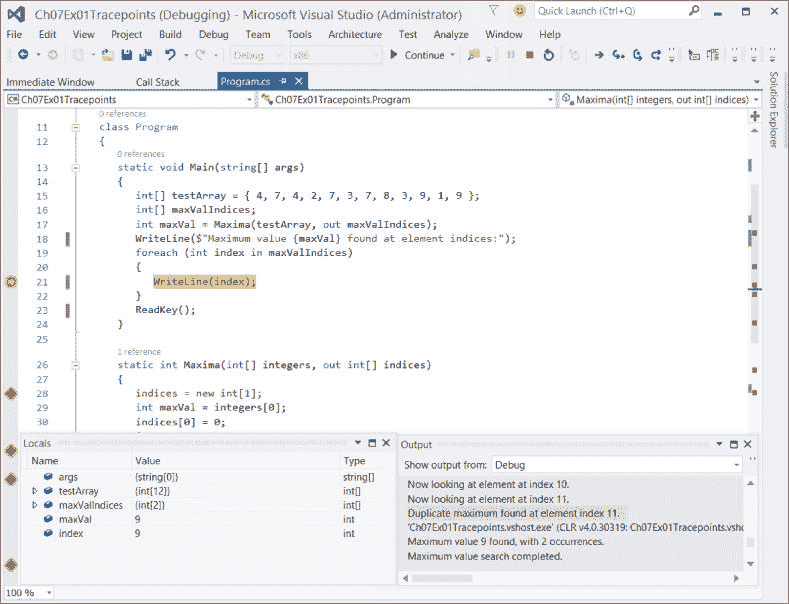 Ch07Ex01Tracepoints (Debugging) - Microsoft Visual Studio (Administrator)
Quick Launch (Ctrl+Q)
File Edit View Project Build Debug Team Tools Architecture Test Analyze Window Help
Debug x86 Continue
Immediate Window Call Stack Program.cs
Solution Explorer
Ch07Ex01Tracepoints Ch07Ex01Tracepoints.Program Maxima(int[] integers, out int[] indices)
0 references
11 class Program
12 {
0 references
13 static void Main(string[] args)
14 {
15 int[] testArray = { 4, 7, 4, 2, 7, 3, 7, 8, 3, 9, 1, 9 };
16 int[] maxValIndices;
17 int maxVal = Maxima(testArray, out maxValIndices);
18 WriteLine($"Maximum value {maxVal} found at element indices:");
19 foreach (int index in maxValIndices)
20 {
21 WriteLine(index);
22 }
23 ReadKey();
24 }
25
1 reference
26 static int Maxima(int[] integers, out int[] indices)
27 {
28 indices = new int[1];
29 int maxVal = integers[0];
30 indices[0] = 0;
Locals
Name Value Type
args {string[0]} string[]
testArray {int[12]} int[]
maxValIndices {int[2]} int[]
maxVal 9 int
index 9 int
Output
Show output from: Debug
Now looking at element at index 10.
Now looking at element at index 11.
Duplicate maximum found at element index 11.
'Ch07Ex01Tracepoints.vshost.exe' (CLR v4.0.30319: Ch07Ex01Tracepoints.vshos
Maximum value 9 found, with 2 occurrences.
Maximum value search completed.
100 %